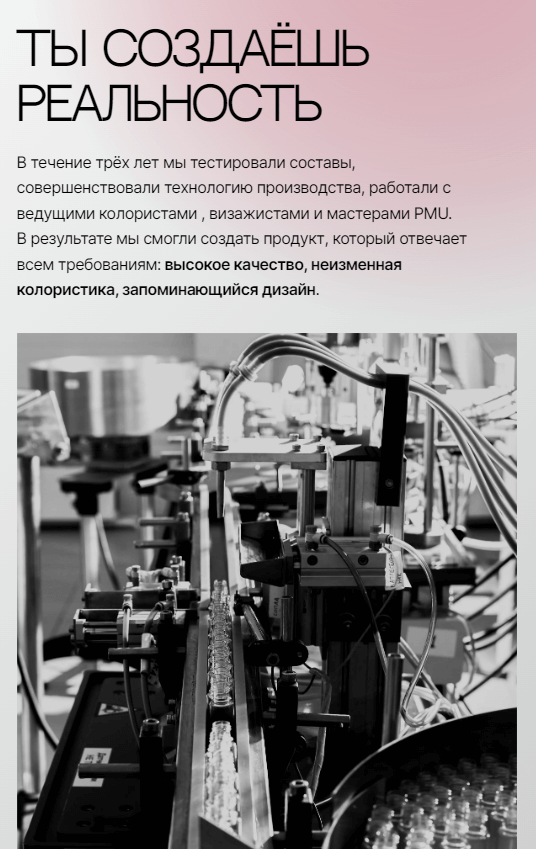 ТЫ СОЗДАЁШЬ
РЕАЛЬНОСТЬ
В течение трёх лет мы тестировали составы,
совершенствовали технологию производства, работали с
ведущими колористами , визажистами и мастерами PMU.
В результате мы смогли создать продукт, который отвечает
всем требованиям: высокое качество, неизменная
колористика, запоминающийся дизайн.